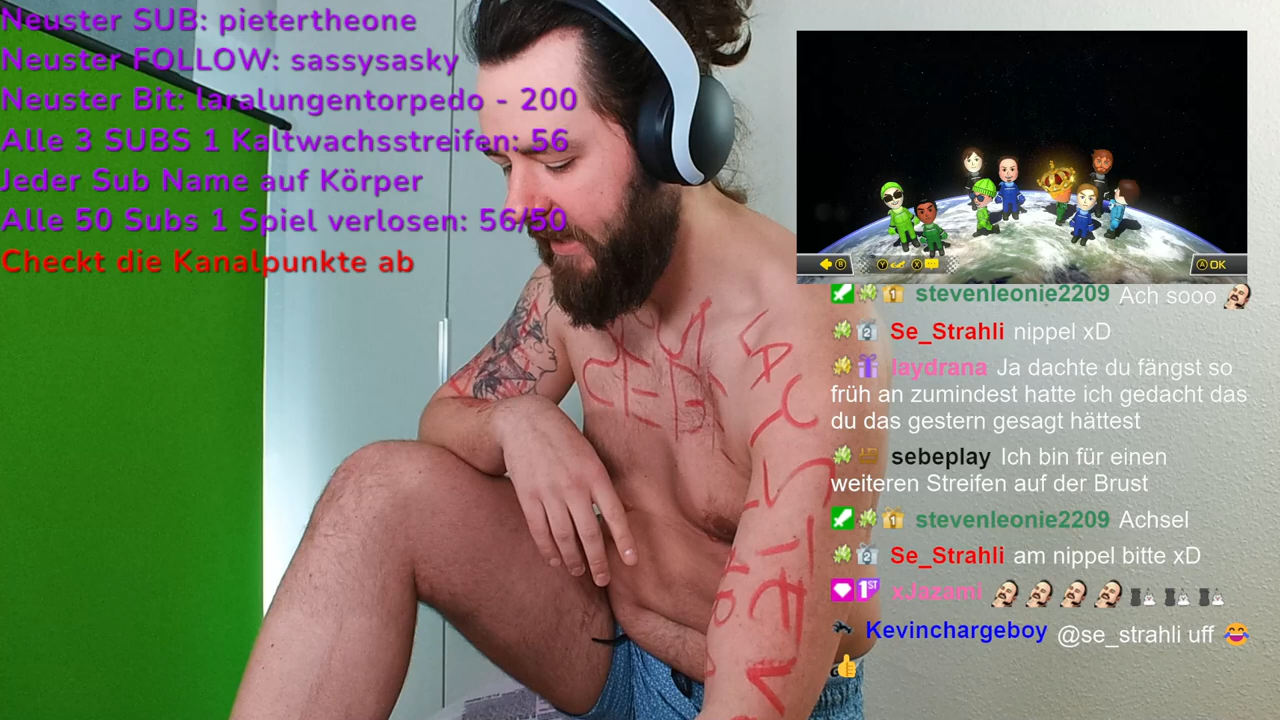 Neuster SUB: pietertheone
Neuster FOLLOW: sassysasky
Neuster Bit: laralungentorpedo - 200
Alle 3 SUBS 1 Kaltwachsstreifen: 56
Jeder Sub Name auf Körper
Alle 50 Subs 1 Spiel verlosen: 56/50
Checkt die Kanalpunkte ab
B
Y
X
A OK
1 stevenleonie2209 Ach sooo
2 Se_Strahli nippel xD
laydrana Ja dachte du fängst so
früh an zumindest hatte ich gedacht das
du das gestern gesagt hättest
sebeplay Ich bin für einen
weiteren Streifen auf der Brust
1 stevenleonie2209 Achsel
2 Se_Strahli am nippel bitte xD
1ST xJazami
Kevinchargeboy @se_strahli uff